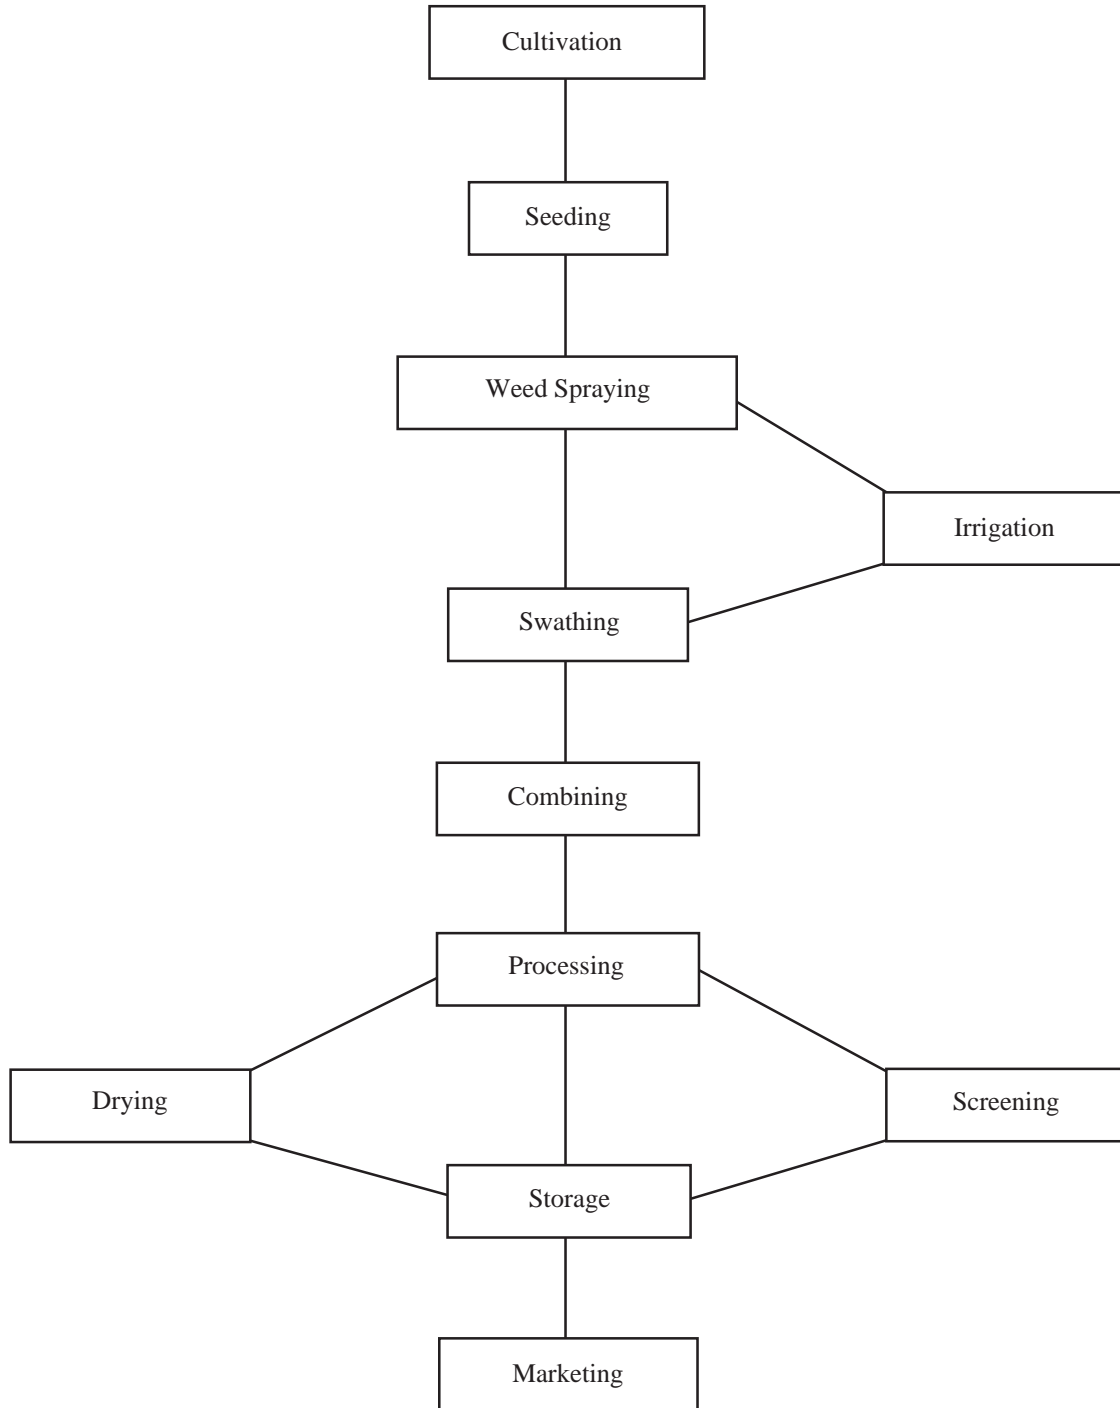 Cultivation
Seeding
Weed Spraying
Irrigation
Swathing
Combining
Processing
Drying
Screening
Storage
Marketing